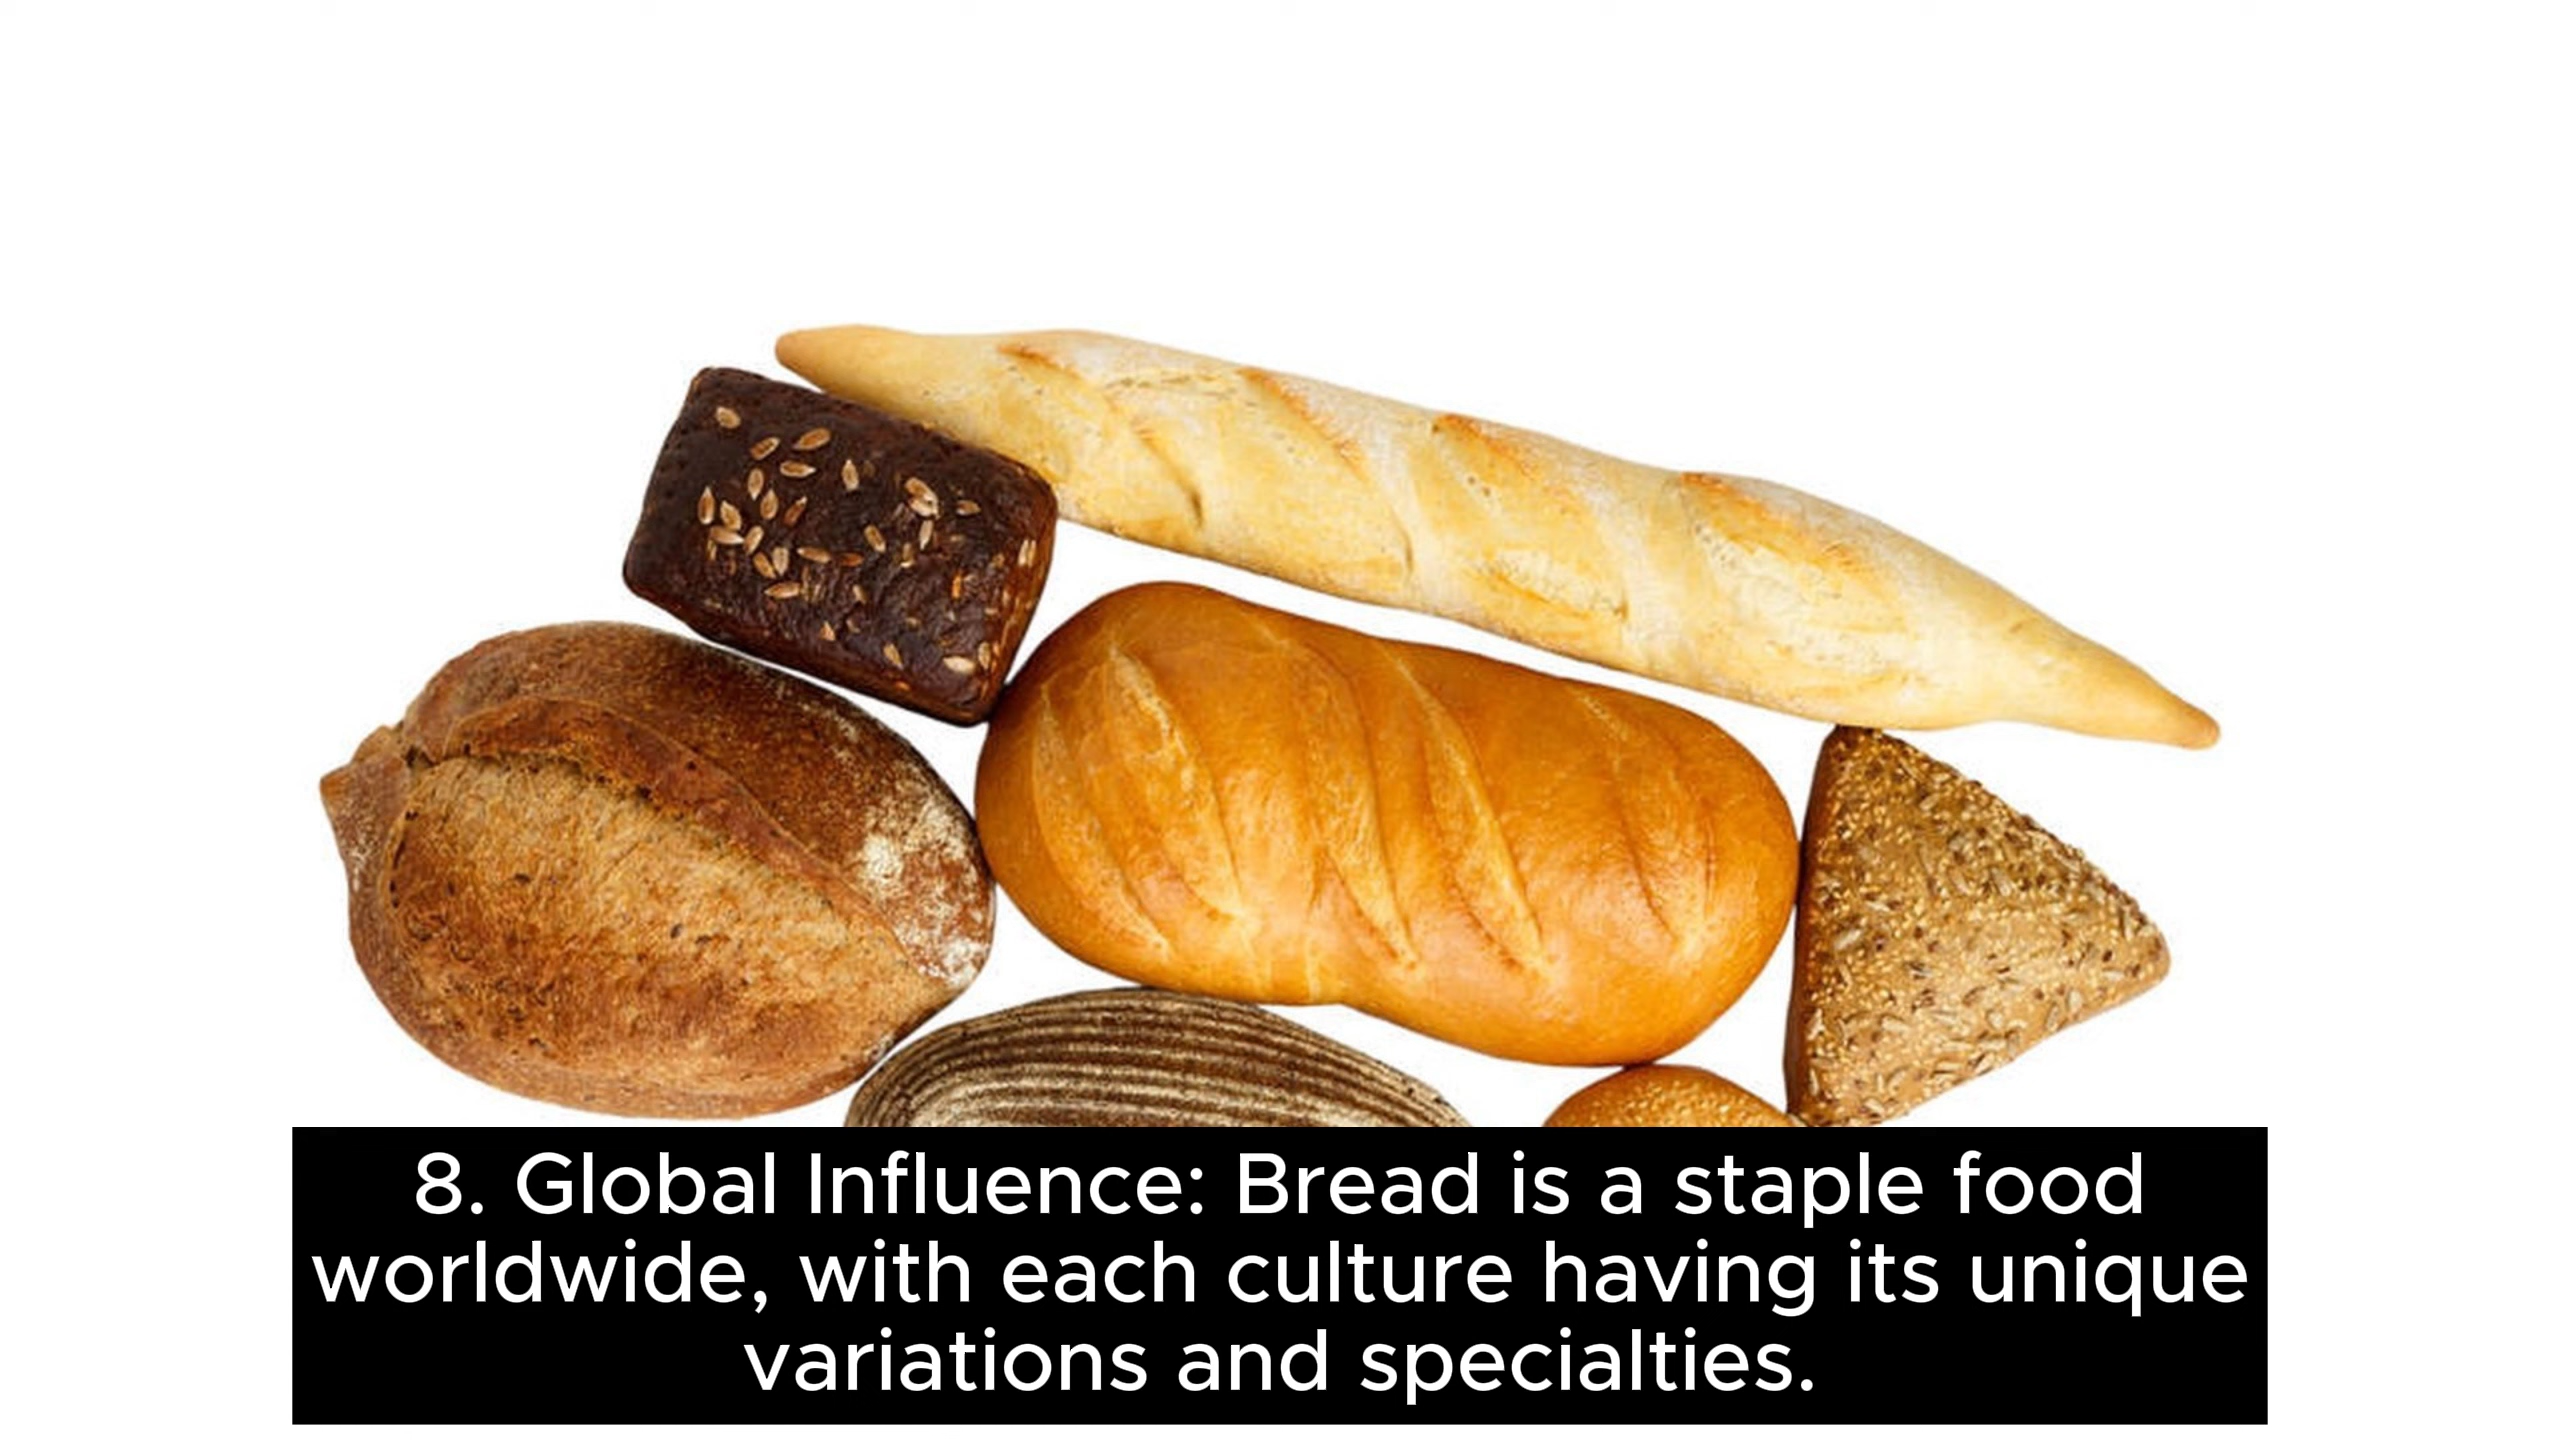 8. Global Influence: Bread is a staple food
worldwide, with each culture having its unique
variations and specialties.